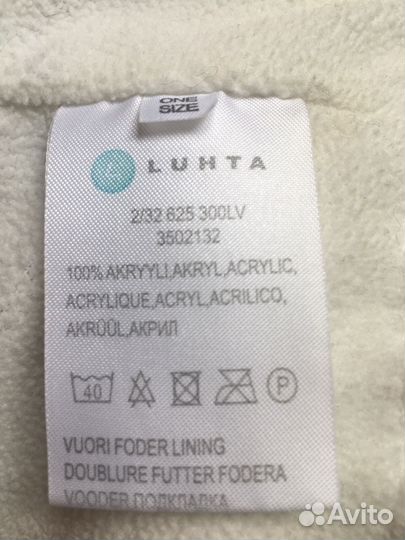 ONE
SIZE
L LUHTA
2/32 625 300LV
3502132
100% AKRYYLI,AKRYL,ACRYLIC,
ACRYLIQUE,ACRYL,ACRILICO,
AKRÜÜL,АКРИЛ
40 P
VUORI FODER LINING
DOUBLURE FUTTER FODERA
VOODER ПОДКЛАДКА
Avito